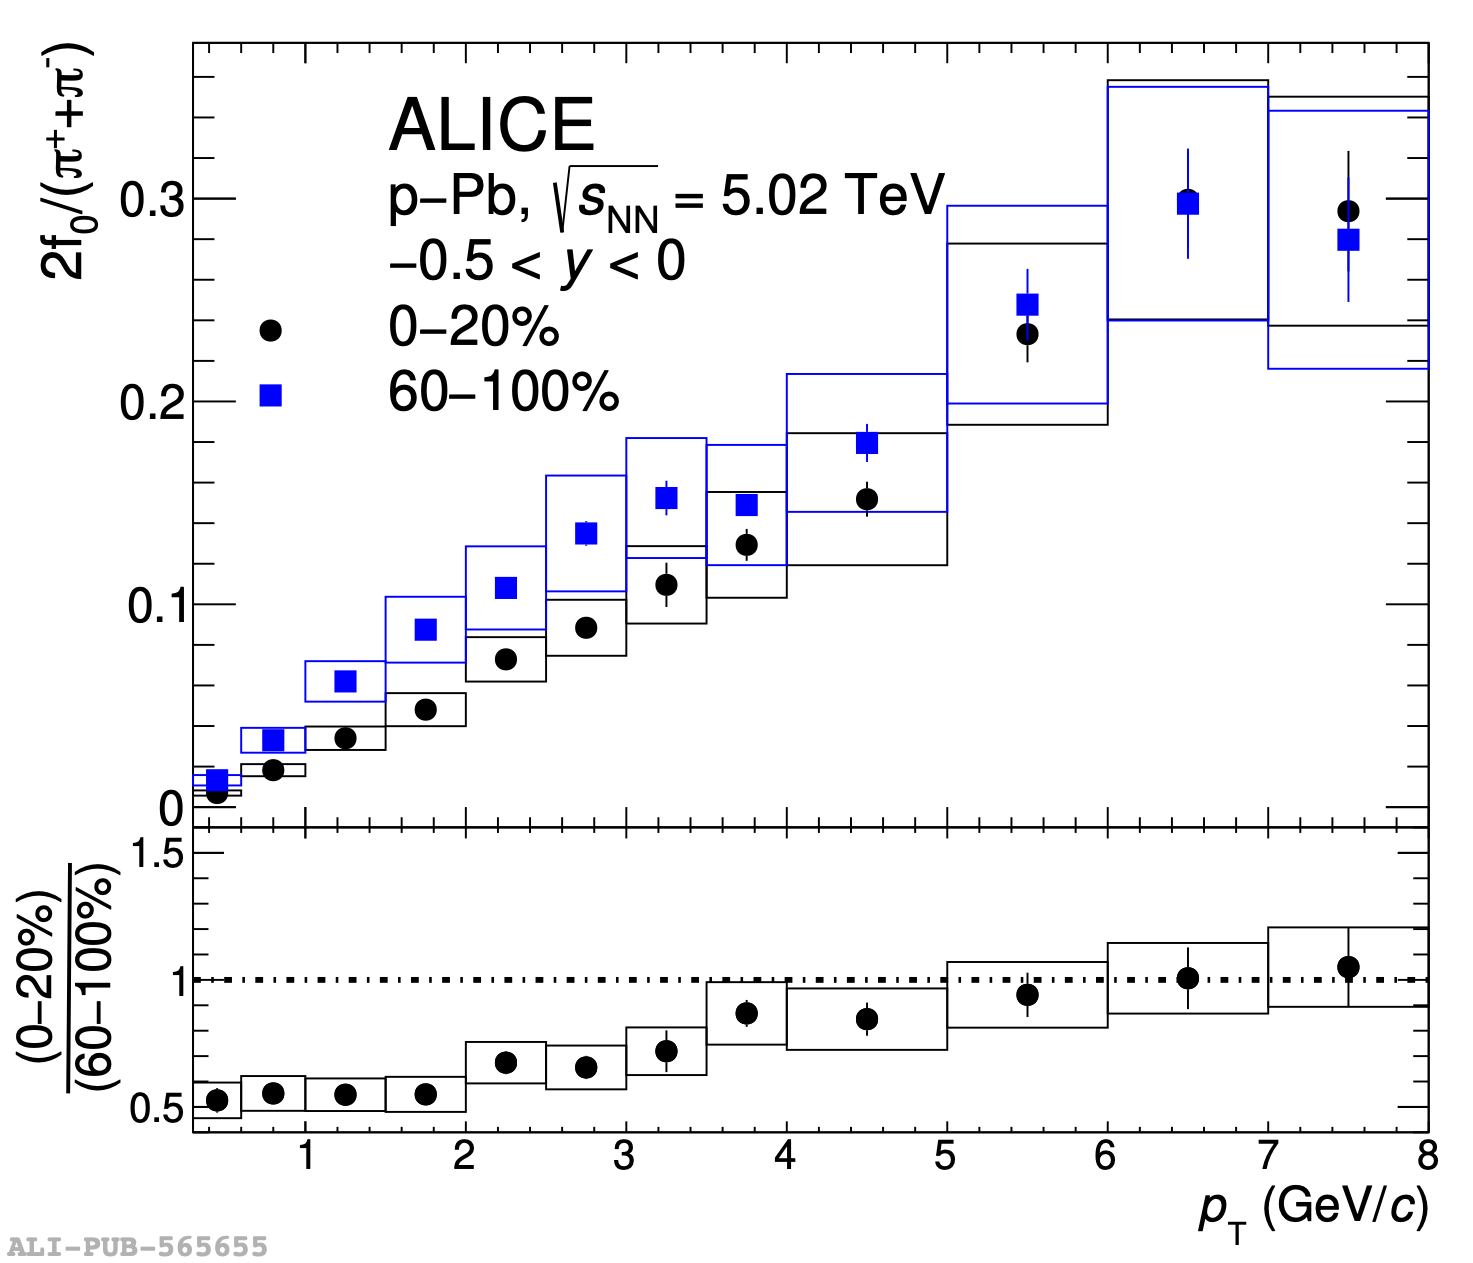 2f₀/(π⁺+π⁻)
ALICE
p–Pb, √sNN = 5.02 TeV
–0.5 < y < 0
0–20%
60–100%
0.3
0.2
0.1
0
(0–20%)
(60–100%)
1.5
1
0.5
1 2 3 4 5 6 7 8
pT (GeV/c)
ALI-PUB-565655